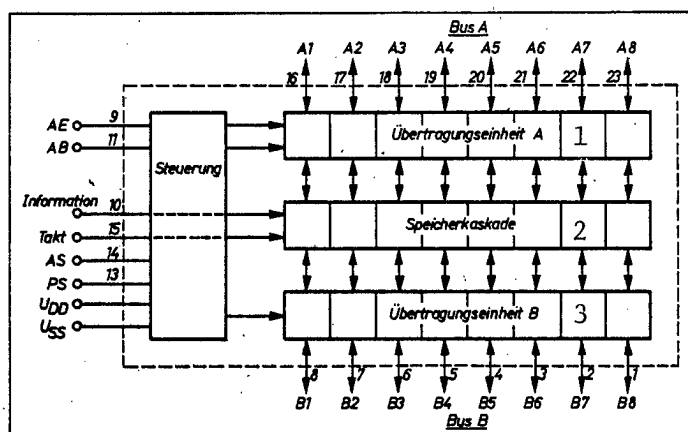 Bus A
A1 A2 A3 A4 A5 A6 A7 A8
16 17 18 19 20 21 22 23
AE 9
AB 11
Steuerung
Übertragungseinheit A 1
Information 10
Takt 15
AS 14
PS 13
UDD
USS
Speicherkaskade 2
Übertragungseinheit B 3
8 7 6 5 4 3 2 1
B1 B2 B3 B4 B5 B6 B7 B8
Bus B